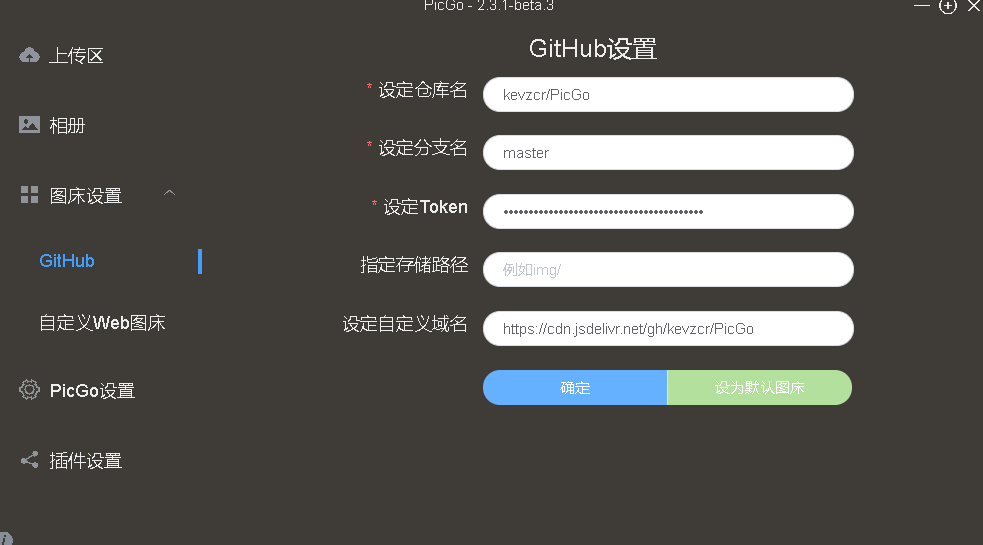 PicGo - 2.3.1-beta.3
上传区
相册
图床设置
GitHub
自定义Web图床
PicGo设置
插件设置
GitHub设置
* 设定仓库名
kevzcr/PicGo
* 设定分支名
master
* 设定Token
••••••••••••••••••••••••••••••••••••••••
指定存储路径
例如img/
设定自定义域名
https://cdn.jsdelivr.net/gh/kevzcr/PicGo
确定
设为默认图床